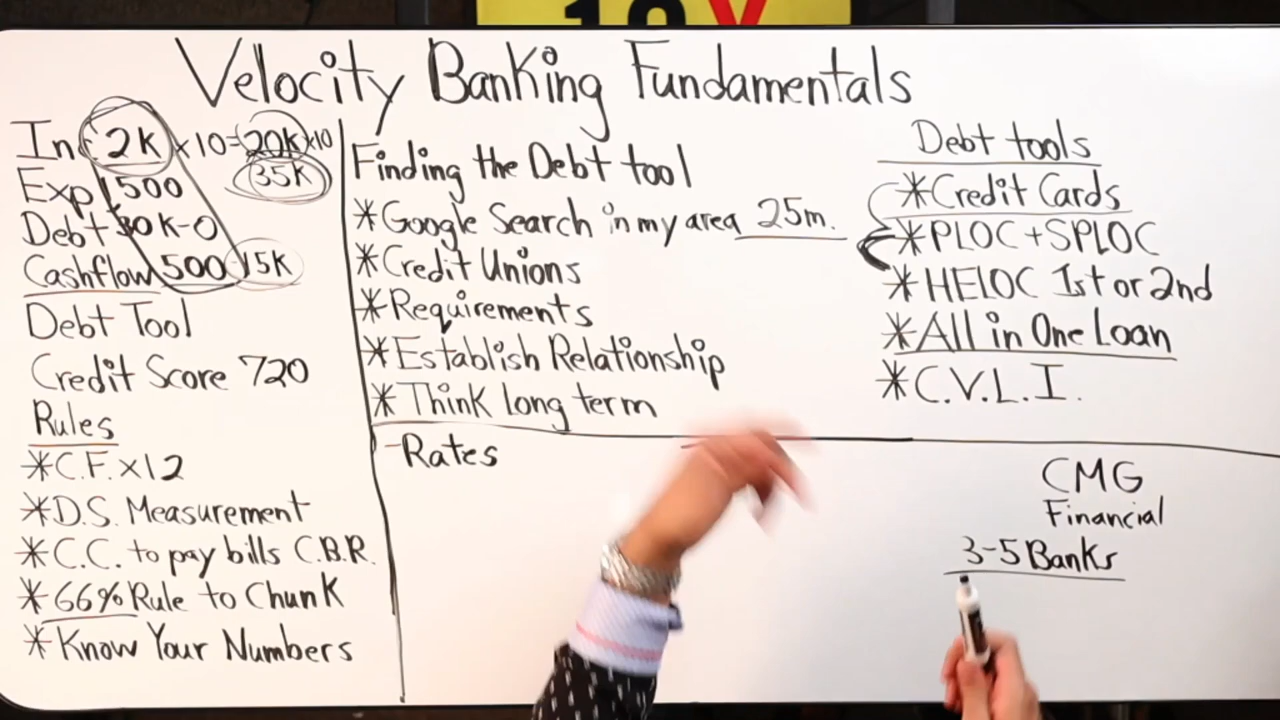 Velocity Banking Fundamentals
Inc 2K x10=20K x10
35K
Exp 1500
Debt 30K-0
Cashflow 500 15K
Debt Tool
Credit Score 720
Rules
*C.F.x12
*D.S. Measurement
*C.C. to pay bills C.B.R.
*66% Rule to Chunk
*Know Your Numbers
Finding the Debt tool
*Google Search in my area 25m.
*Credit Unions
*Requirements
*Establish Relationship
*Think long term
-Rates
Debt tools
*Credit Cards
*PLOC+SPLOC
*HELOC 1st or 2nd
*All in One Loan
*C.V.L.I.
CMG
Financial
3-5 Banks